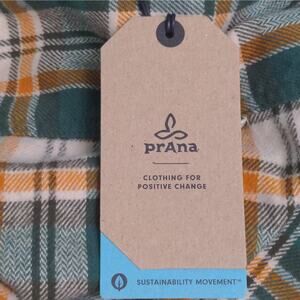 prAna
CLOTHING FOR
POSITIVE CHANGE
SUSTAINABILITY MOVEMENT™